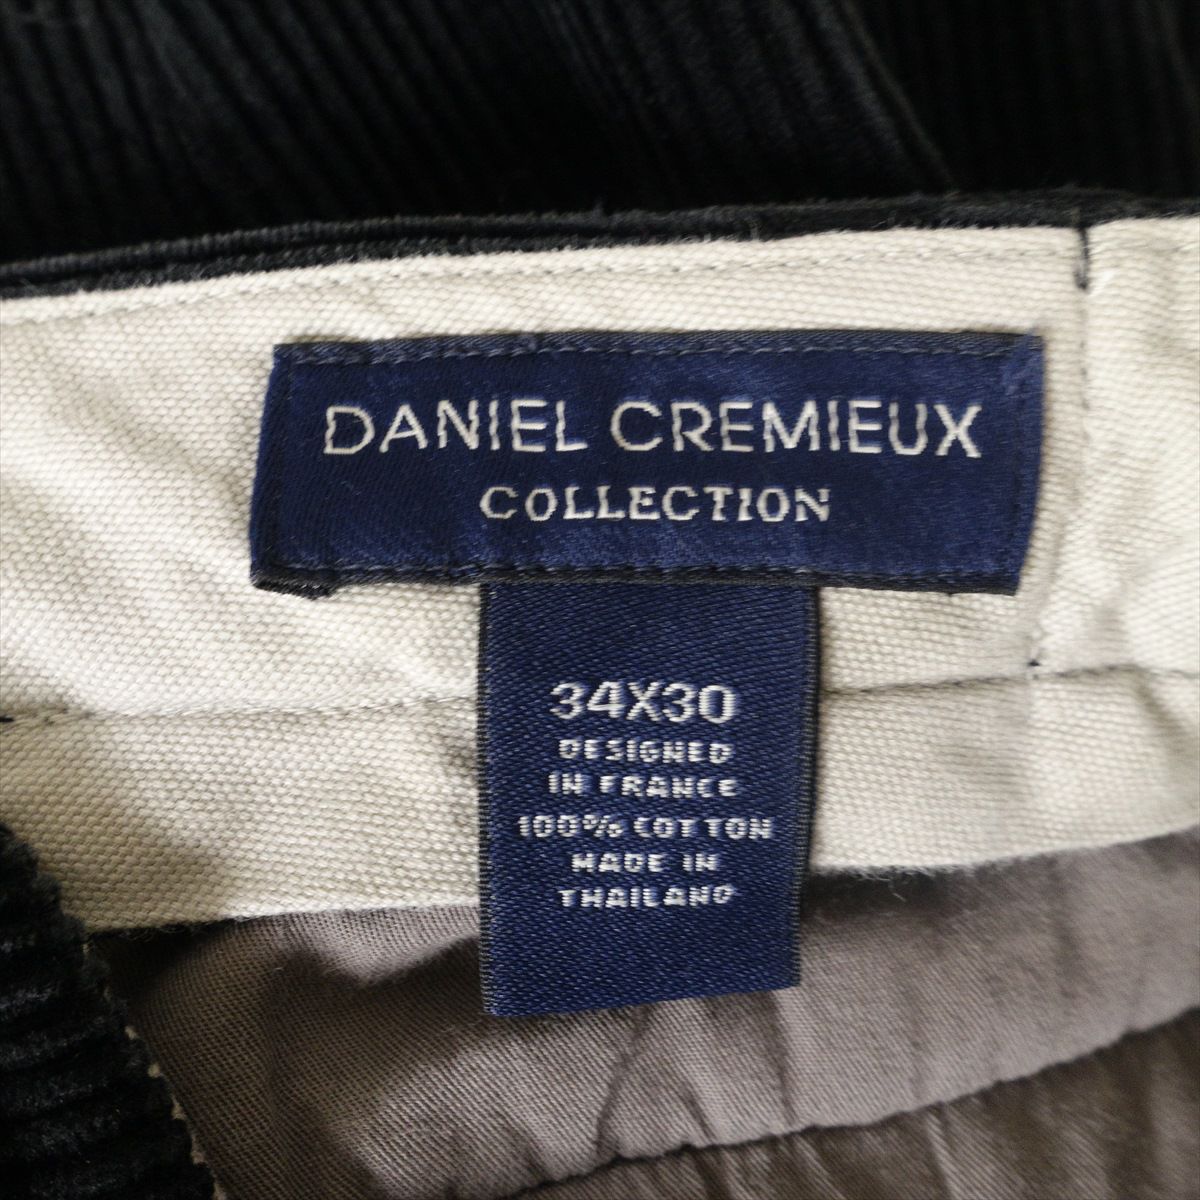 DANIEL CREMIEUX
COLLECTION
34X30
DESIGNED
IN FRANCE
100% COTTON
MADE IN
THAILAND